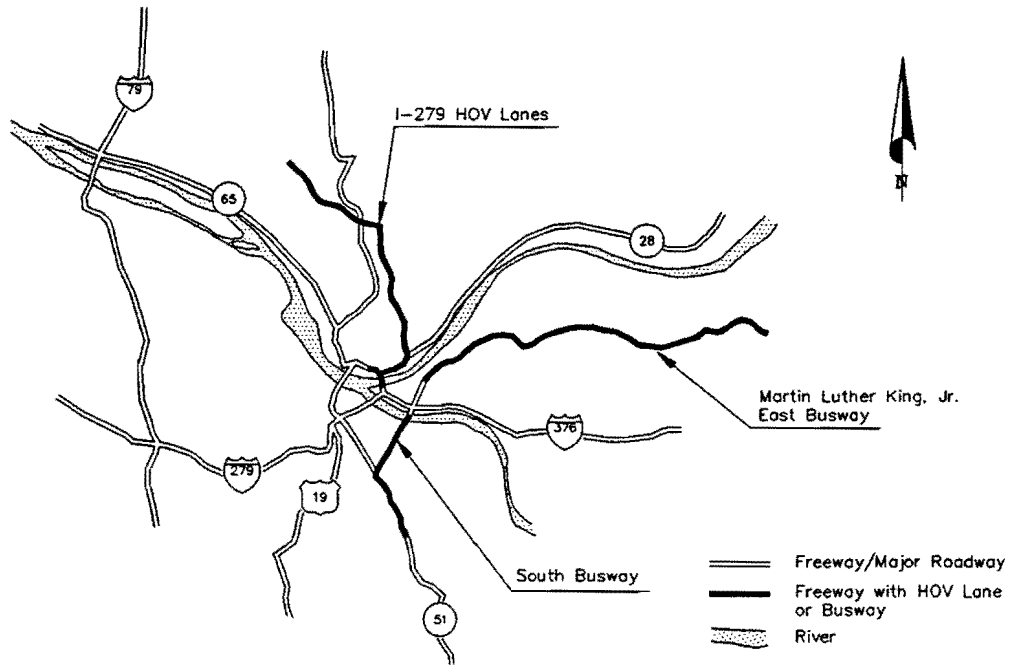 79
I-279 HOV Lanes
65
N
28
Martin Luther King, Jr.
East Busway
376
279
19
South Busway
51
Freeway/Major Roadway
Freeway with HOV Lane
or Busway
River